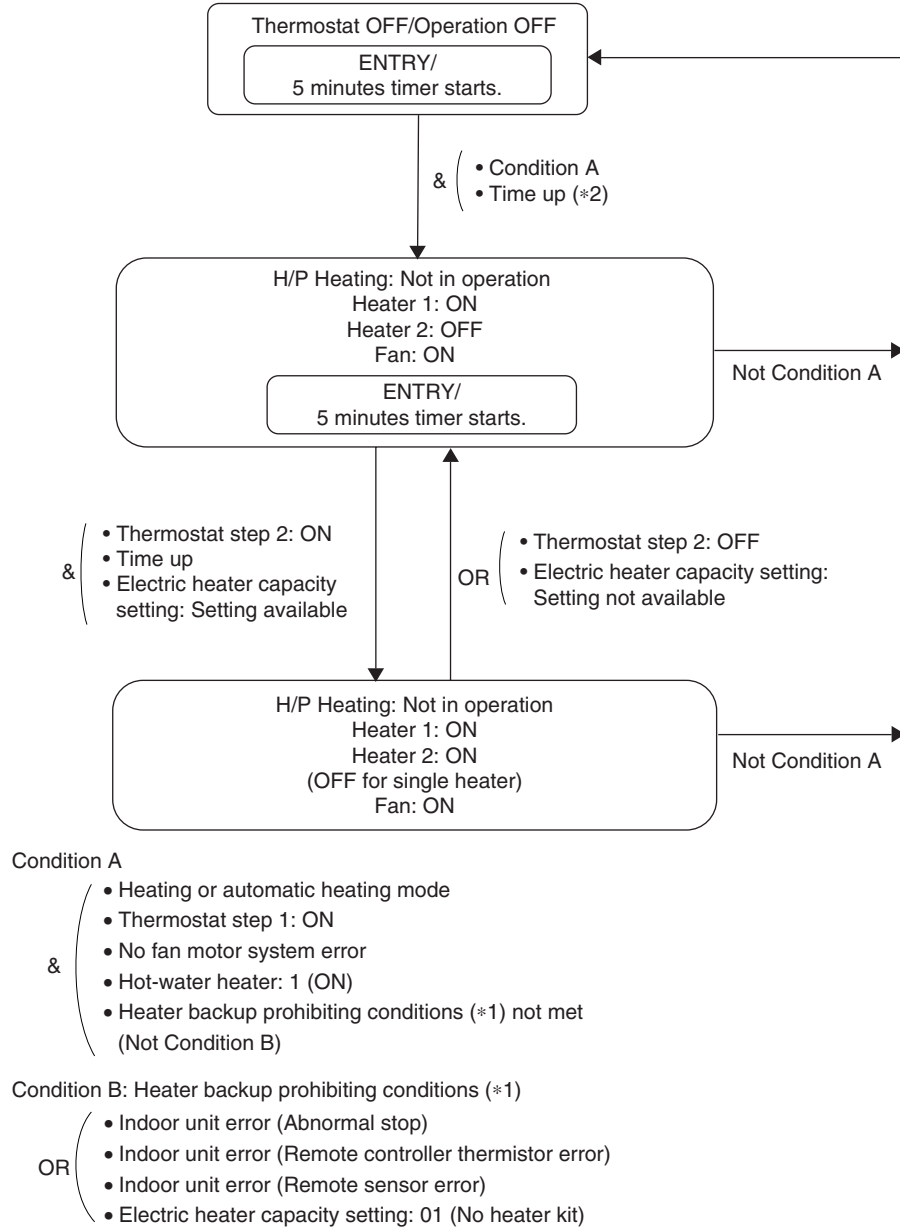 Thermostat OFF/Operation OFF
ENTRY/
5 minutes timer starts.
& 
• Condition A
• Time up (*2)
H/P Heating: Not in operation
Heater 1: ON
Heater 2: OFF
Fan: ON
ENTRY/
5 minutes timer starts.
Not Condition A
&
• Thermostat step 2: ON
• Time up
• Electric heater capacity
setting: Setting available
OR
• Thermostat step 2: OFF
• Electric heater capacity setting:
Setting not available
H/P Heating: Not in operation
Heater 1: ON
Heater 2: ON
(OFF for single heater)
Fan: ON
Not Condition A
Condition A
&
• Heating or automatic heating mode
• Thermostat step 1: ON
• No fan motor system error
• Hot-water heater: 1 (ON)
• Heater backup prohibiting conditions (*1) not met
(Not Condition B)
Condition B: Heater backup prohibiting conditions (*1)
OR
• Indoor unit error (Abnormal stop)
• Indoor unit error (Remote controller thermistor error)
• Indoor unit error (Remote sensor error)
• Electric heater capacity setting: 01 (No heater kit)